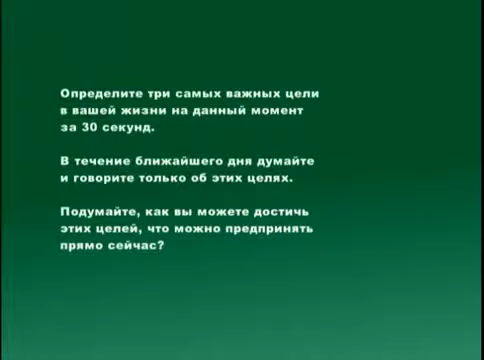 Определите три самых важных цели
в вашей жизни на данный момент
за 30 секунд.
В течение ближайшего дня думайте
и говорите только об этих целях.
Подумайте, как вы можете достичь
этих целей, что можно предпринять
прямо сейчас?